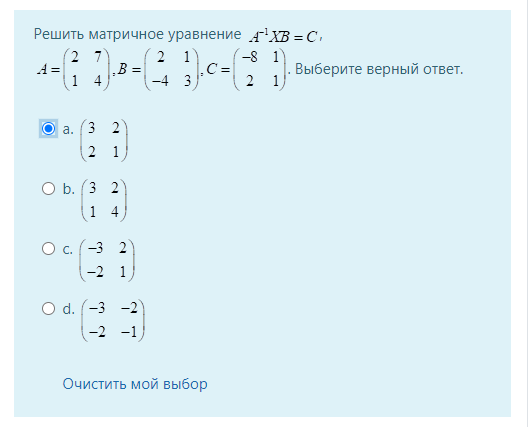 Решить матричное уравнение A⁻¹XB = C,
A = (2 7; 1 4), B = (2 1; −4 3), C = (−8 1; 2 1). Выберите верный ответ.
a. (3 2; 2 1)
b. (3 2; 1 4)
c. (−3 2; −2 1)
d. (−3 −2; −2 −1)
Очистить мой выбор